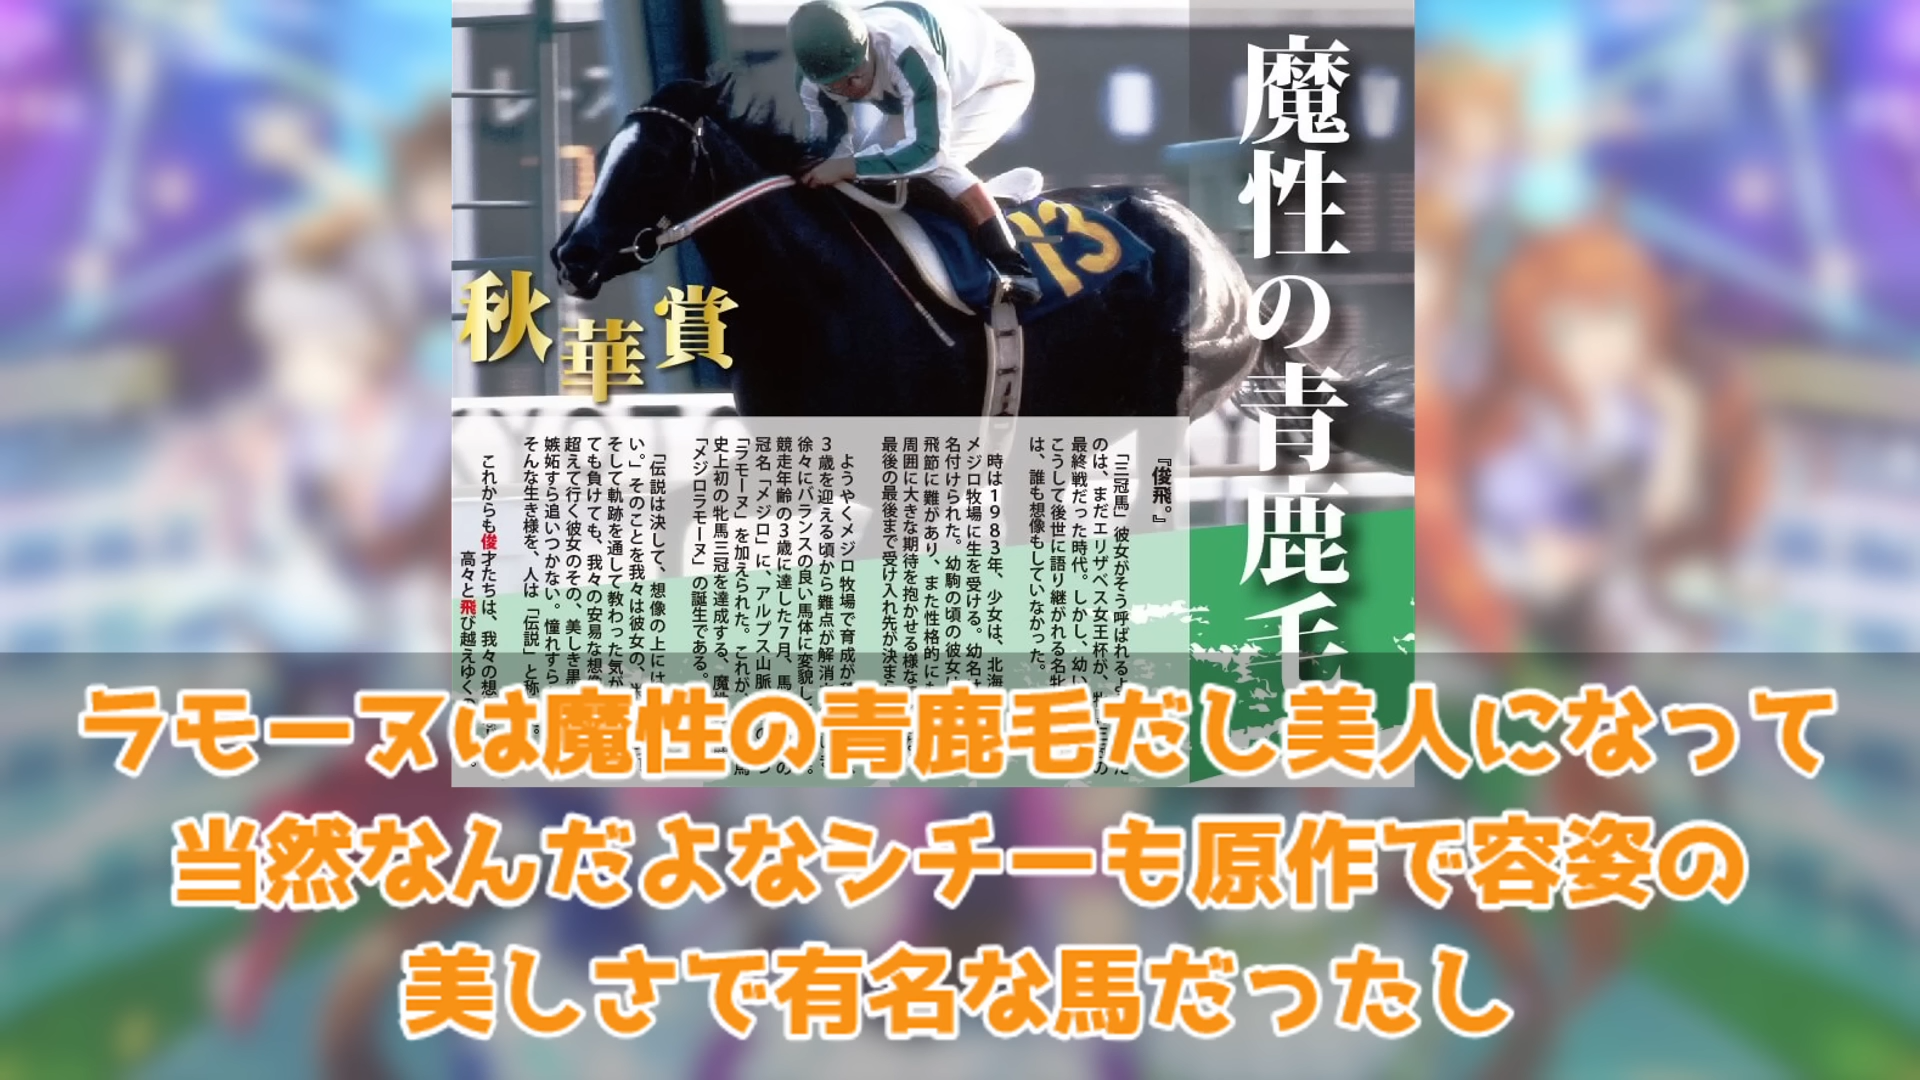 魔性の青鹿毛
秋華賞
『俊飛。』
「三冠馬」彼女がそう呼ばれるよ
のは、まだエリザベス女王杯が、牝
最終戦だった時代。しかし、幼い
こうして後世に語り継がれる名牝
は、誰も想像もしていなかった。
時は1983年、少女は、北海
メジロ牧場に生を受ける。幼名は
名付けられた。幼駒の頃の彼女は
飛節に難があり、また性格的にも
周囲に大きな期待を抱かせる様な
最後の最後まで受け入れ先が決まら
ようやくメジロ牧場で育成が
3歳を迎える頃から難点が解消
徐々にバランスの良い馬体に変貌し
競走年齢の3歳に達した7月、馬
冠名「メジロ」に、アルプス山脈
「ラモーヌ」を加えられた。これが、
史上初の牝馬三冠を達成する、魔性
「メジロラモーヌ」の誕生である。
「伝説は決して、想像の上には
い。」そのことを我々は彼女の、
そして軌跡を通して教わった気が
ても負けても、我々の安易な想像
超えて行く彼女のその、美しき黒
嫉妬すら追いつかない。憧れすら
そんな生き様を、人は「伝説」と称
これからも俊才たちは、我々の想
高々と飛び越えゆく
ラモーヌは魔性の青鹿毛だし美人になって
当然なんだよなシチーも原作で容姿の
美しさで有名な馬だったし